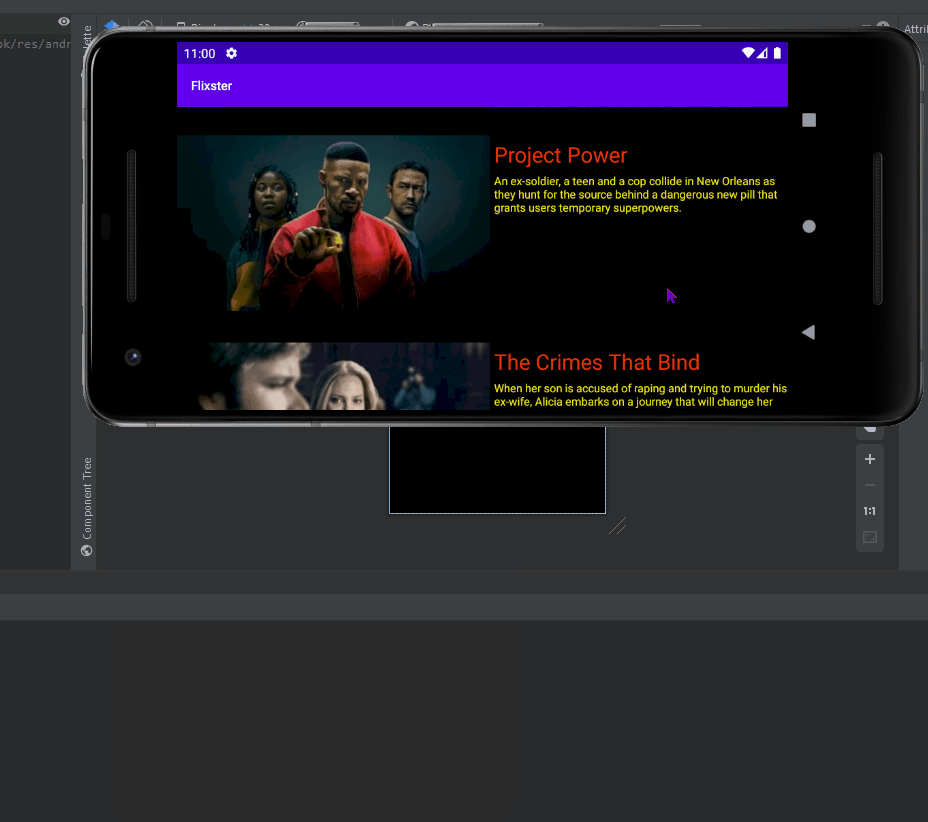 ok/res/andr
Attri
11:00
Flixster
Project Power
An ex-soldier, a teen and a cop collide in New Orleans as
they hunt for the source behind a dangerous new pill that
grants users temporary superpowers.
The Crimes That Bind
When her son is accused of raping and trying to murder his
ex-wife, Alicia embarks on a journey that will change her
Component Tree
1:1